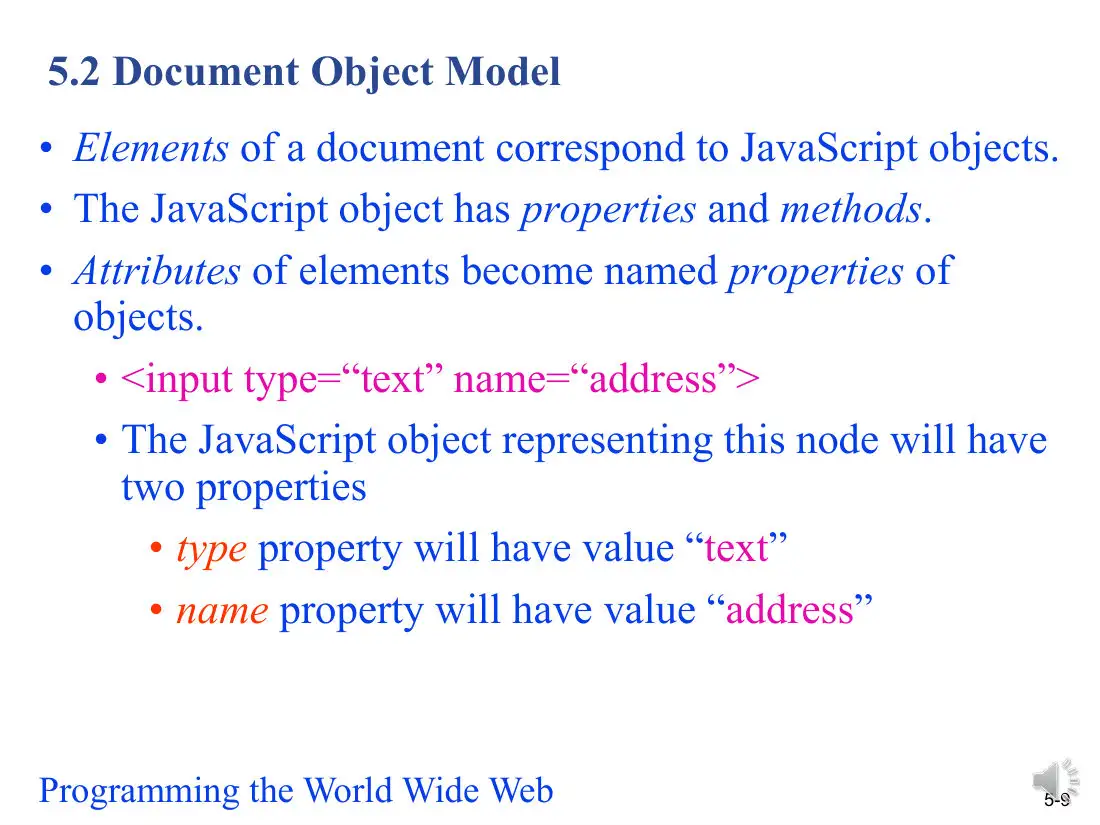 5.2 Document Object Model
• Elements of a document correspond to JavaScript objects.
• The JavaScript object has properties and methods.
• Attributes of elements become named properties of
objects.
• <input type=“text” name=“address”>
• The JavaScript object representing this node will have
two properties
• type property will have value “text”
• name property will have value “address”
Programming the World Wide Web
5-9